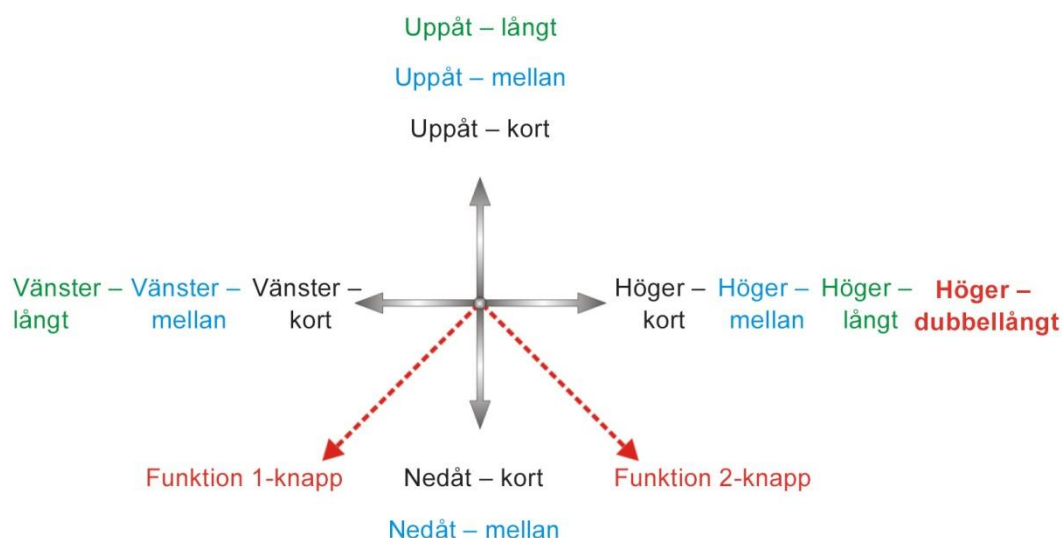 Uppåt – långt
Uppåt – mellan
Uppåt – kort
Vänster –
långt
Vänster –
mellan
Vänster –
kort
Höger –
kort
Höger –
mellan
Höger –
långt
Höger –
dubbellångt
Funktion 1-knapp
Nedåt – kort
Funktion 2-knapp
Nedåt – mellan